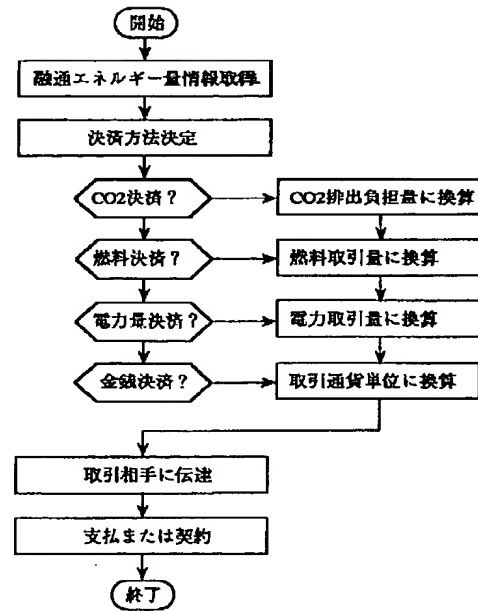 開始
融通エネルギー量情報取得
決済方法決定
CO2決済？
CO2排出負担量に換算
燃料決済？
燃料取引量に換算
電力量決済？
電力取引量に換算
金銭決済？
取引通貨単位に換算
取引相手に伝達
支払または契約
終了